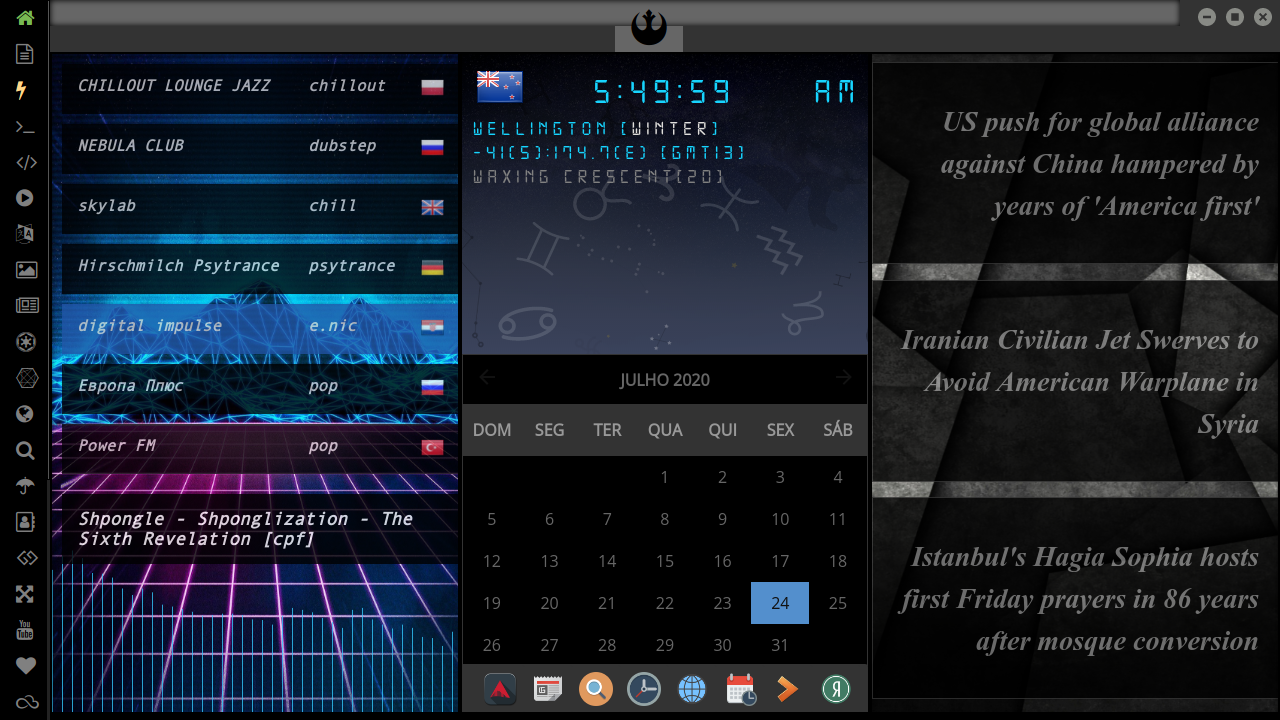 CHILLOUT LOUNGE JAZZ chillout
NEBULA CLUB dubstep
skylab chill
Hirschmilch Psytrance psytrance
digital impulse e.nic
Европа Плюс pop
Power FM pop
Shpongle - Shponglization - The
Sixth Revelation [cpf]
You
Tube
5:49:59 AM
WELLINGTON [WINTER]
-41(S):174.7(E) [GMT13]
WAXING CRESCENT(20)
JULHO 2020
DOM SEG TER QUA QUI SEX SÁB
1 2 3 4
5 6 7 8 9 10 11
12 13 14 15 16 17 18
19 20 21 22 23 24 25
26 27 28 29 30 31
Я
US push for global alliance
against China hampered by
years of 'America first'
Iranian Civilian Jet Swerves to
Avoid American Warplane in
Syria
Istanbul's Hagia Sophia hosts
first Friday prayers in 86 years
after mosque conversion